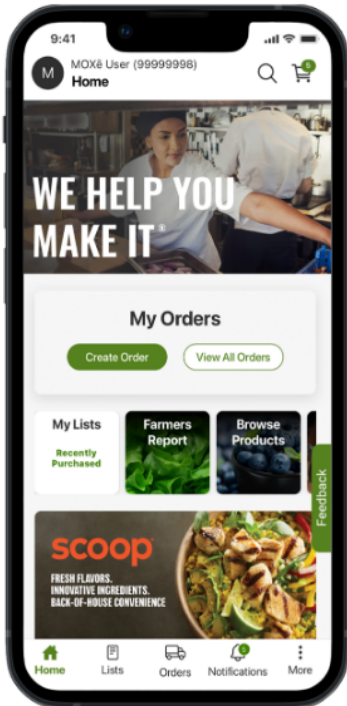 9:41
M
MOXē User (99999998)
Home
5
WE HELP YOU
MAKE IT®
My Orders
Create Order
View All Orders
My Lists
Recently
Purchased
Farmers
Report
Browse
Products
Feedback
SCOOP
FRESH FLAVORS.
INNOVATIVE INGREDIENTS.
BACK-OF-HOUSE CONVENIENCE
Home
Lists
Orders
Notifications
More